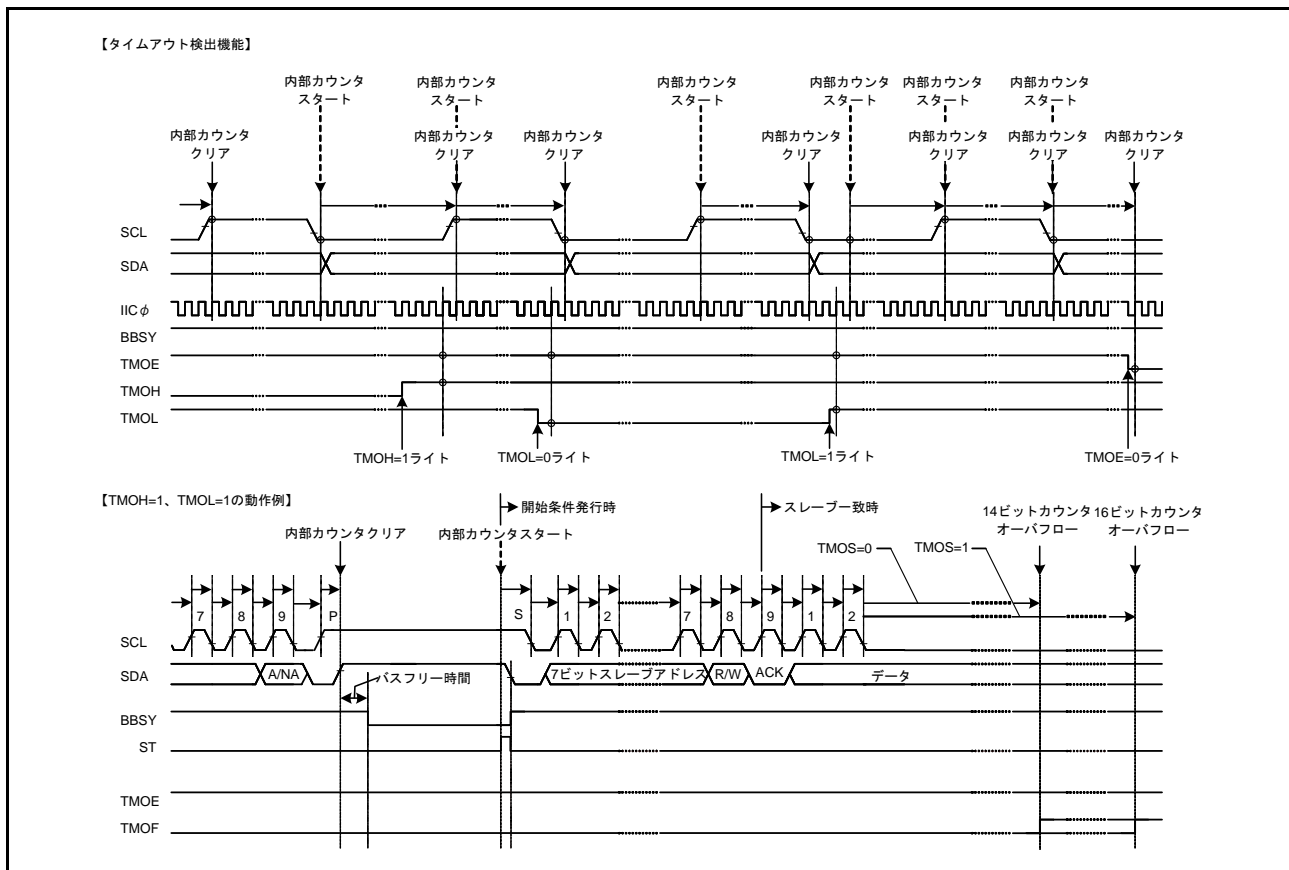 【タイムアウト検出機能】
内部カウンタ
スタート
内部カウンタ
スタート
内部カウンタ
スタート
内部カウンタ
スタート
内部カウンタ
スタート
内部カウンタ
スタート
内部カウンタ
クリア
内部カウンタ
クリア
内部カウンタ
クリア
内部カウンタ
クリア
内部カウンタ
クリア
内部カウンタ
クリア
内部カウンタ
クリア
SCL
SDA
IICφ
BBSY
TMOE
TMOH
TMOL
TMOH=1ライト
TMOL=0ライト
TMOL=1ライト
TMOE=0ライト
【TMOH=1、TMOL=1の動作例】
開始条件発行時
スレーブ一致時
内部カウンタクリア
内部カウンタスタート
14ビットカウンタ
オーバフロー
16ビットカウンタ
オーバフロー
TMOS=0
TMOS=1
7 8 9 P S 1 2 7 8 9 1 2
SCL
SDA
A/NA
バスフリー時間
7ビットスレーブアドレス
R/W
ACK
データ
BBSY
ST
TMOE
TMOF